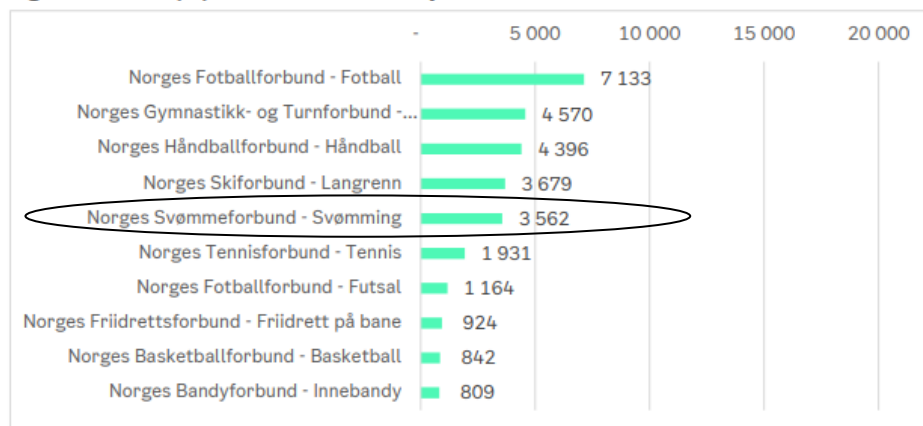 - 5 000 10 000 15 000 20 000
Norges Fotballforbund - Fotball 7 133
Norges Gymnastikk- og Turnforbund -... 4 570
Norges Håndballforbund - Håndball 4 396
Norges Skiforbund - Langrenn 3 679
Norges Svømmeforbund - Svømming 3 562
Norges Tennisforbund - Tennis 1 931
Norges Fotballforbund - Futsal 1 164
Norges Friidrettsforbund - Friidrett på bane 924
Norges Basketballforbund - Basketball 842
Norges Bandyforbund - Innebandy 809